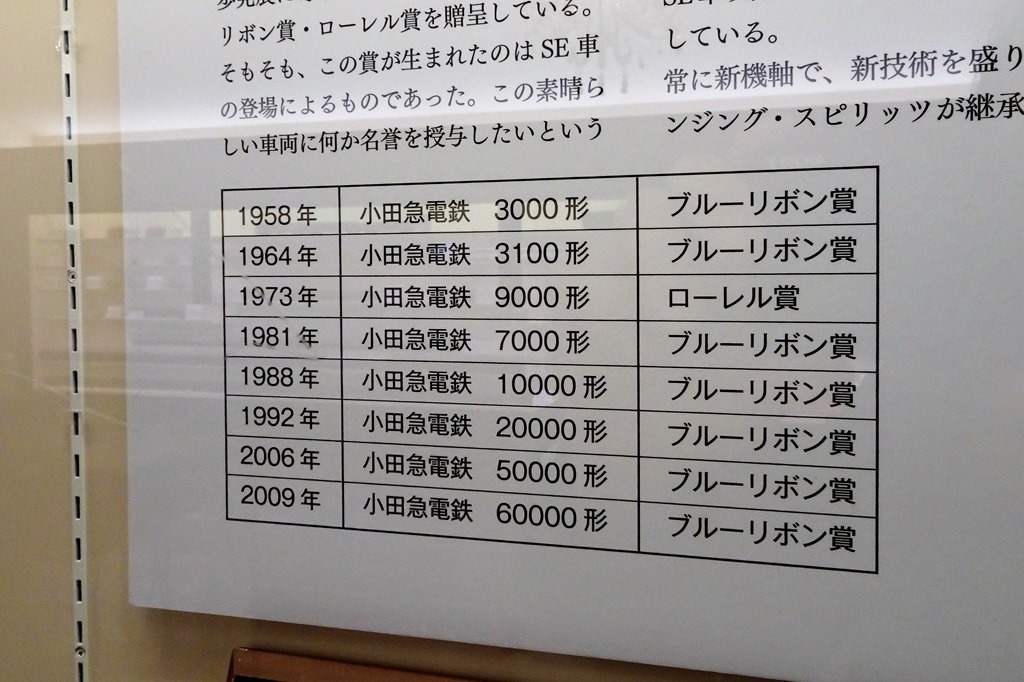 リボン賞・ローレル賞を贈呈している。
そもそも、この賞が生まれたのは SE 車
の登場によるものであった。この素晴ら
しい車両に何か名誉を授与したいという
している。
常に新機軸で、新技術を盛り
ンジング・スピリッツが継承
1958 年 小田急電鉄 3000 形 ブルーリボン賞
1964 年 小田急電鉄 3100 形 ブルーリボン賞
1973 年 小田急電鉄 9000 形 ローレル賞
1981 年 小田急電鉄 7000 形 ブルーリボン賞
1988 年 小田急電鉄 10000 形 ブルーリボン賞
1992 年 小田急電鉄 20000 形 ブルーリボン賞
2006 年 小田急電鉄 50000 形 ブルーリボン賞
2009 年 小田急電鉄 60000 形 ブルーリボン賞